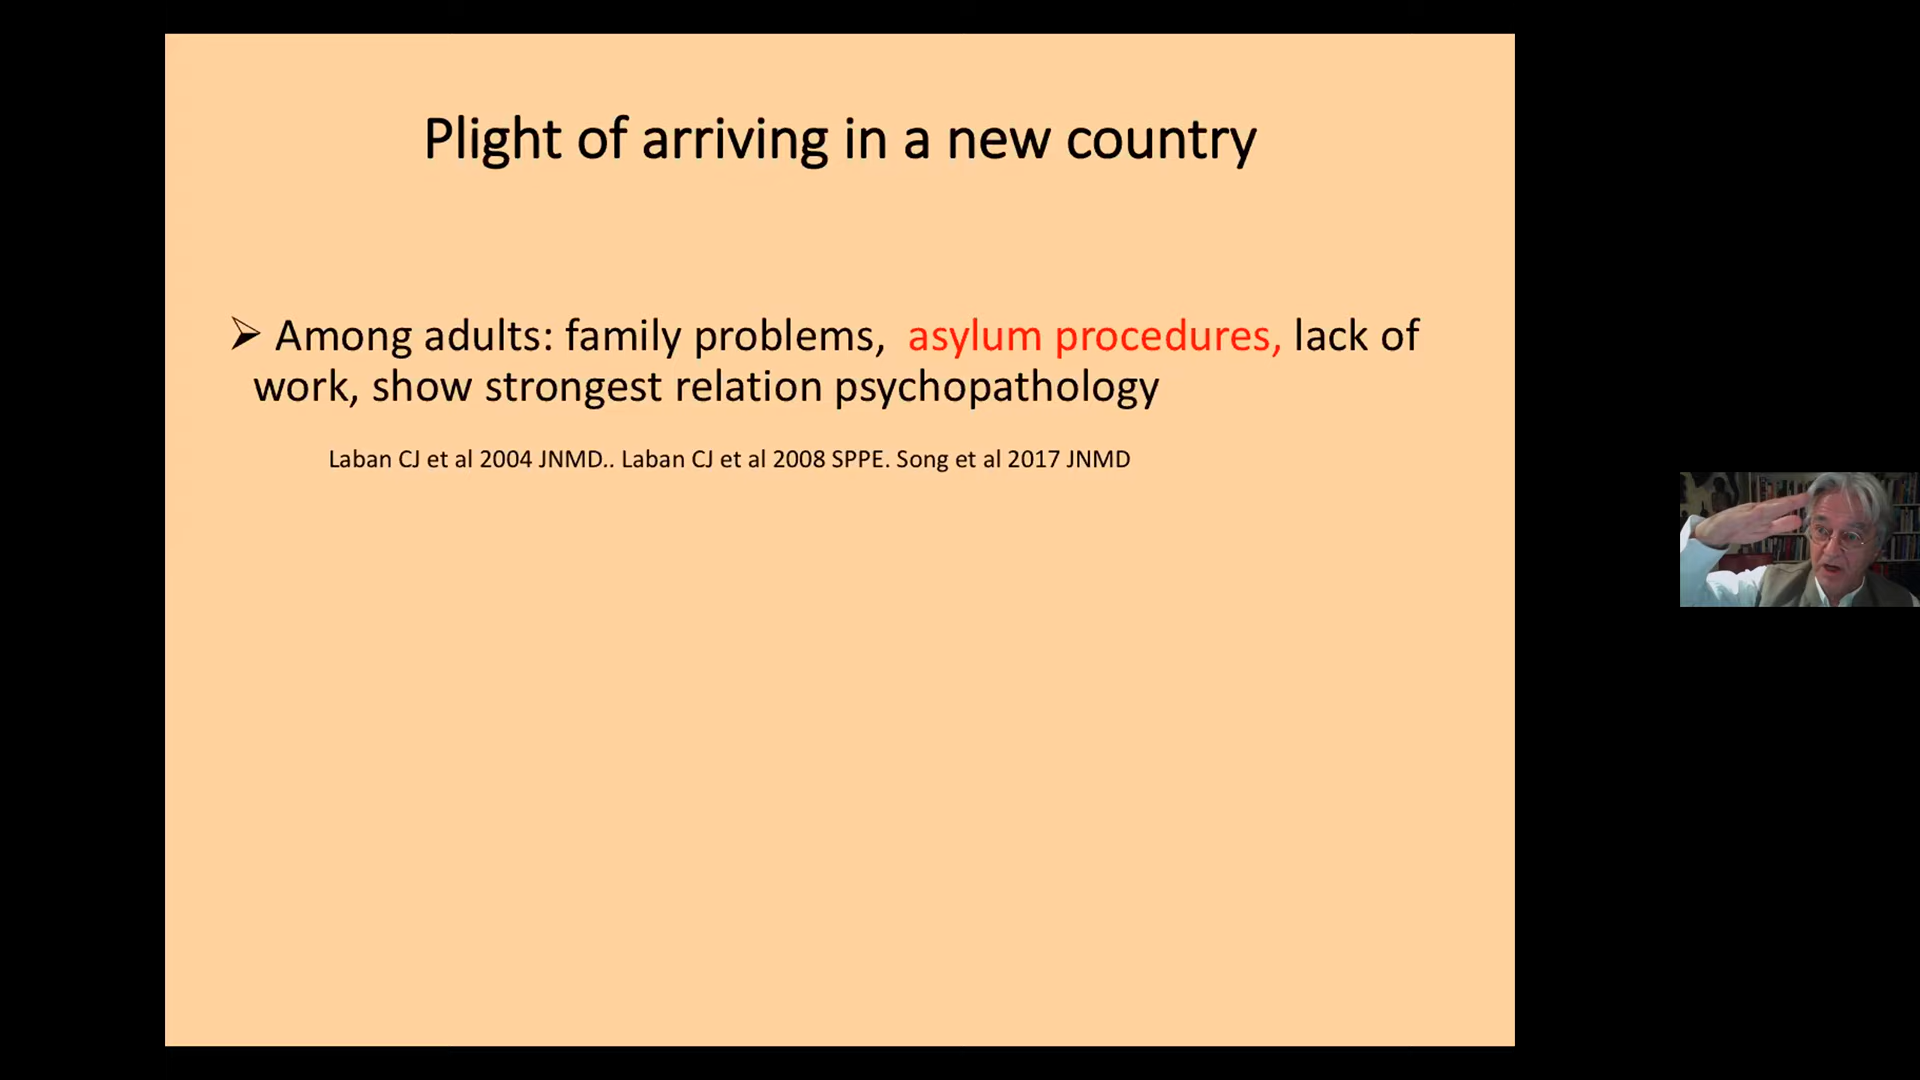 Plight of arriving in a new country
➢ Among adults: family problems, asylum procedures, lack of
work, show strongest relation psychopathology
Laban CJ et al 2004 JNMD.. Laban CJ et al 2008 SPPE. Song et al 2017 JNMD